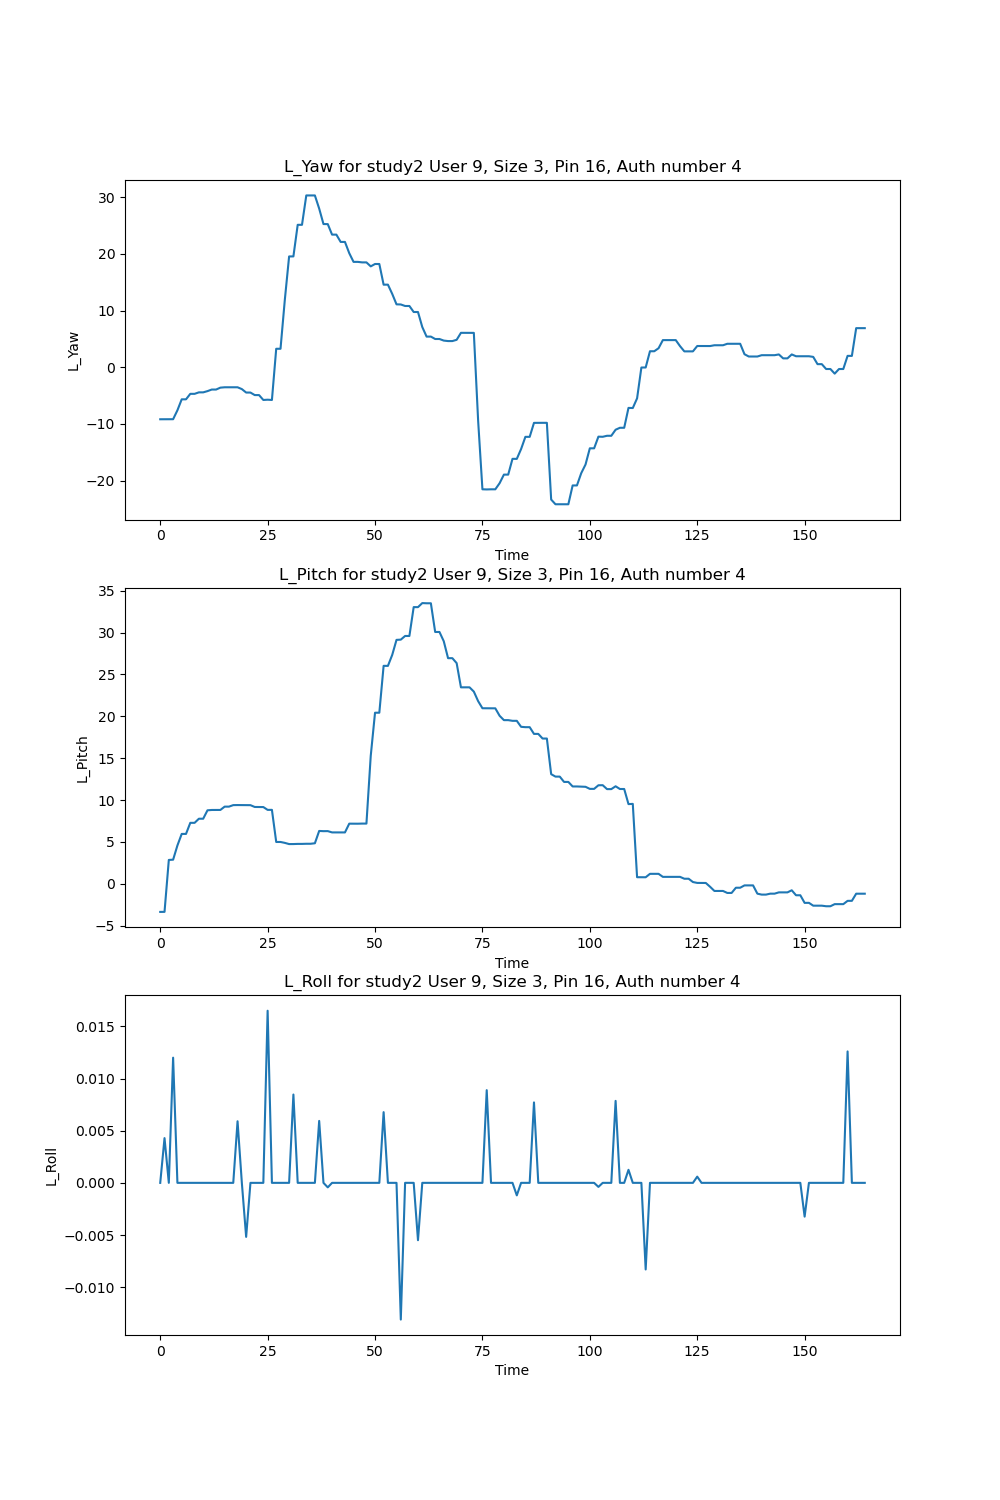 L_Yaw for study2 User 9, Size 3, Pin 16, Auth number 4
30
20
10
0
−10
−20
L_Yaw
0 25 50 75 100 125 150
Time
L_Pitch for study2 User 9, Size 3, Pin 16, Auth number 4
35
30
25
20
15
10
5
0
−5
L_Pitch
0 25 50 75 100 125 150
Time
L_Roll for study2 User 9, Size 3, Pin 16, Auth number 4
0.015
0.010
0.005
0.000
−0.005
−0.010
L_Roll
0 25 50 75 100 125 150
Time